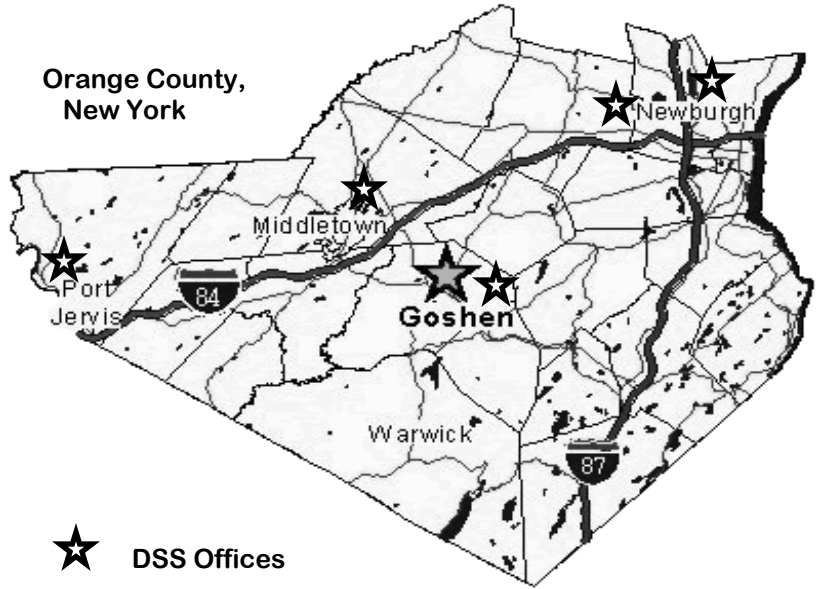 Orange County,
New York
Newburgh
Middletown
Port
Jervis
84
Goshen
Warwick
87
DSS Offices